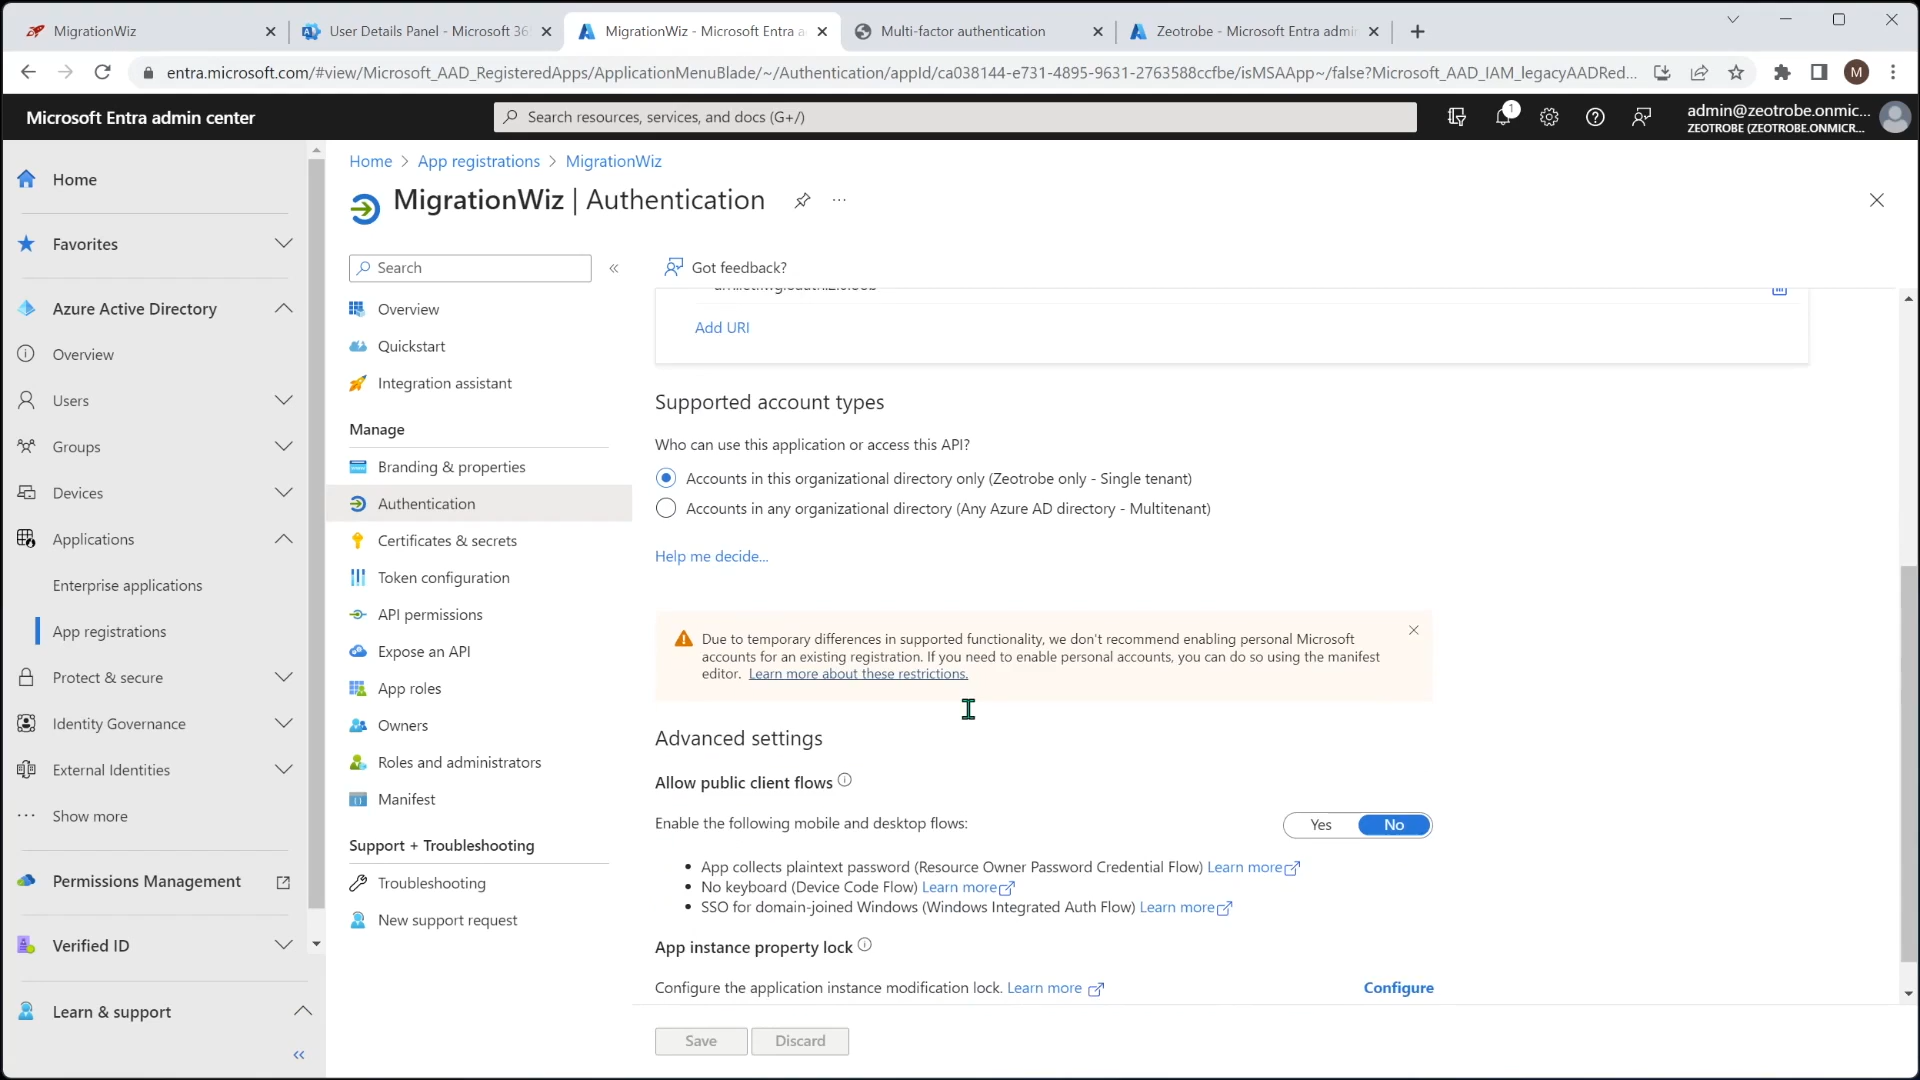 MigrationWiz
User Details Panel - Microsoft 36
MigrationWiz - Microsoft Entra a
Multi-factor authentication
Zeotrobe - Microsoft Entra admi
entra.microsoft.com/#view/Microsoft_AAD_RegisteredApps/ApplicationMenuBlade/~/Authentication/appId/ca038144-e731-4895-9631-2763588ccfbe/isMSAApp~/false?Microsoft_AAD_IAM_legacyAADRed...
M
Microsoft Entra admin center
Search resources, services, and docs (G+/)
1
admin@zeotrobe.onmic...
ZEOTROBE (ZEOTROBE.ONMICR...
Home
Favorites
Azure Active Directory
Overview
Users
Groups
Devices
Applications
Enterprise applications
App registrations
Protect & secure
Identity Governance
External Identities
Show more
Permissions Management
Verified ID
Learn & support
Home > App registrations > MigrationWiz
MigrationWiz | Authentication
Search
Overview
Quickstart
Integration assistant
Manage
Branding & properties
Authentication
Certificates & secrets
Token configuration
API permissions
Expose an API
App roles
Owners
Roles and administrators
Manifest
Support + Troubleshooting
Troubleshooting
New support request
Got feedback?
Add URI
Supported account types
Who can use this application or access this API?
Accounts in this organizational directory only (Zeotrobe only - Single tenant)
Accounts in any organizational directory (Any Azure AD directory - Multitenant)
Help me decide...
Due to temporary differences in supported functionality, we don't recommend enabling personal Microsoft
accounts for an existing registration. If you need to enable personal accounts, you can do so using the manifest
editor. Learn more about these restrictions.
Advanced settings
Allow public client flows
Enable the following mobile and desktop flows:
Yes No
• App collects plaintext password (Resource Owner Password Credential Flow) Learn more
• No keyboard (Device Code Flow) Learn more
• SSO for domain-joined Windows (Windows Integrated Auth Flow) Learn more
App instance property lock
Configure the application instance modification lock. Learn more
Configure
Save Discard